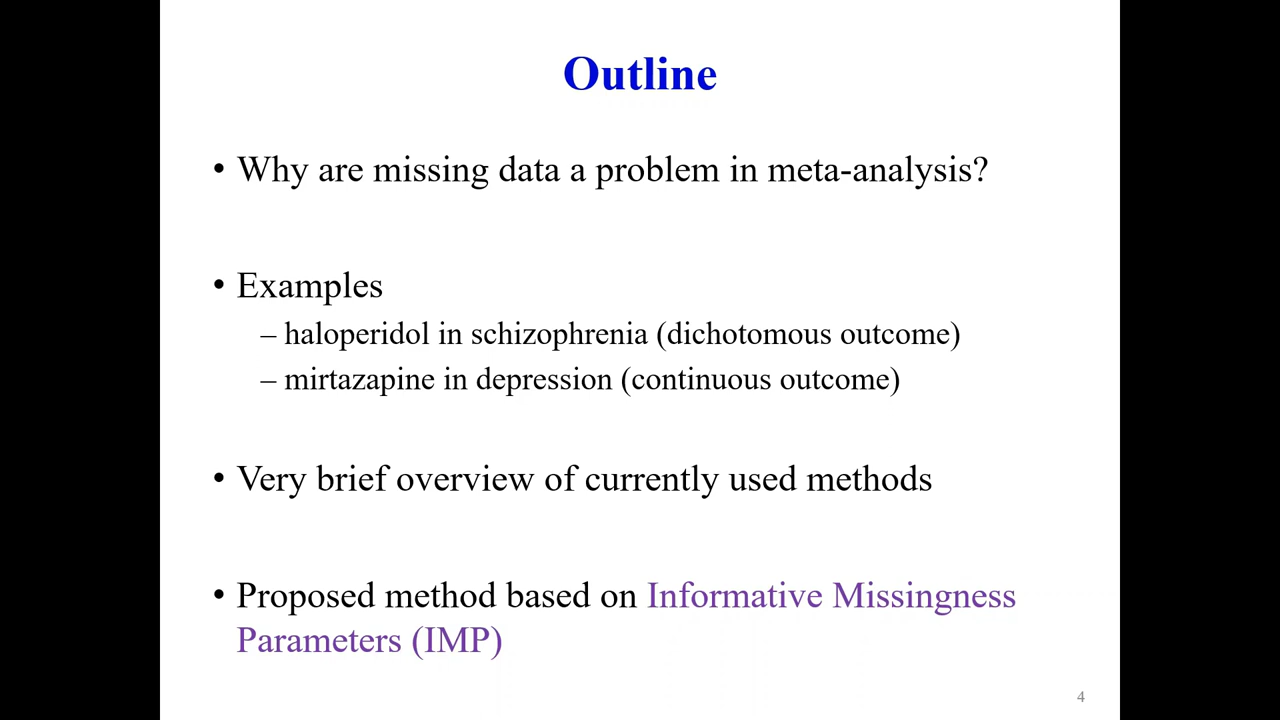 Outline
• Why are missing data a problem in meta-analysis?
• Examples
– haloperidol in schizophrenia (dichotomous outcome)
– mirtazapine in depression (continuous outcome)
• Very brief overview of currently used methods
• Proposed method based on Informative Missingness
Parameters (IMP)
4